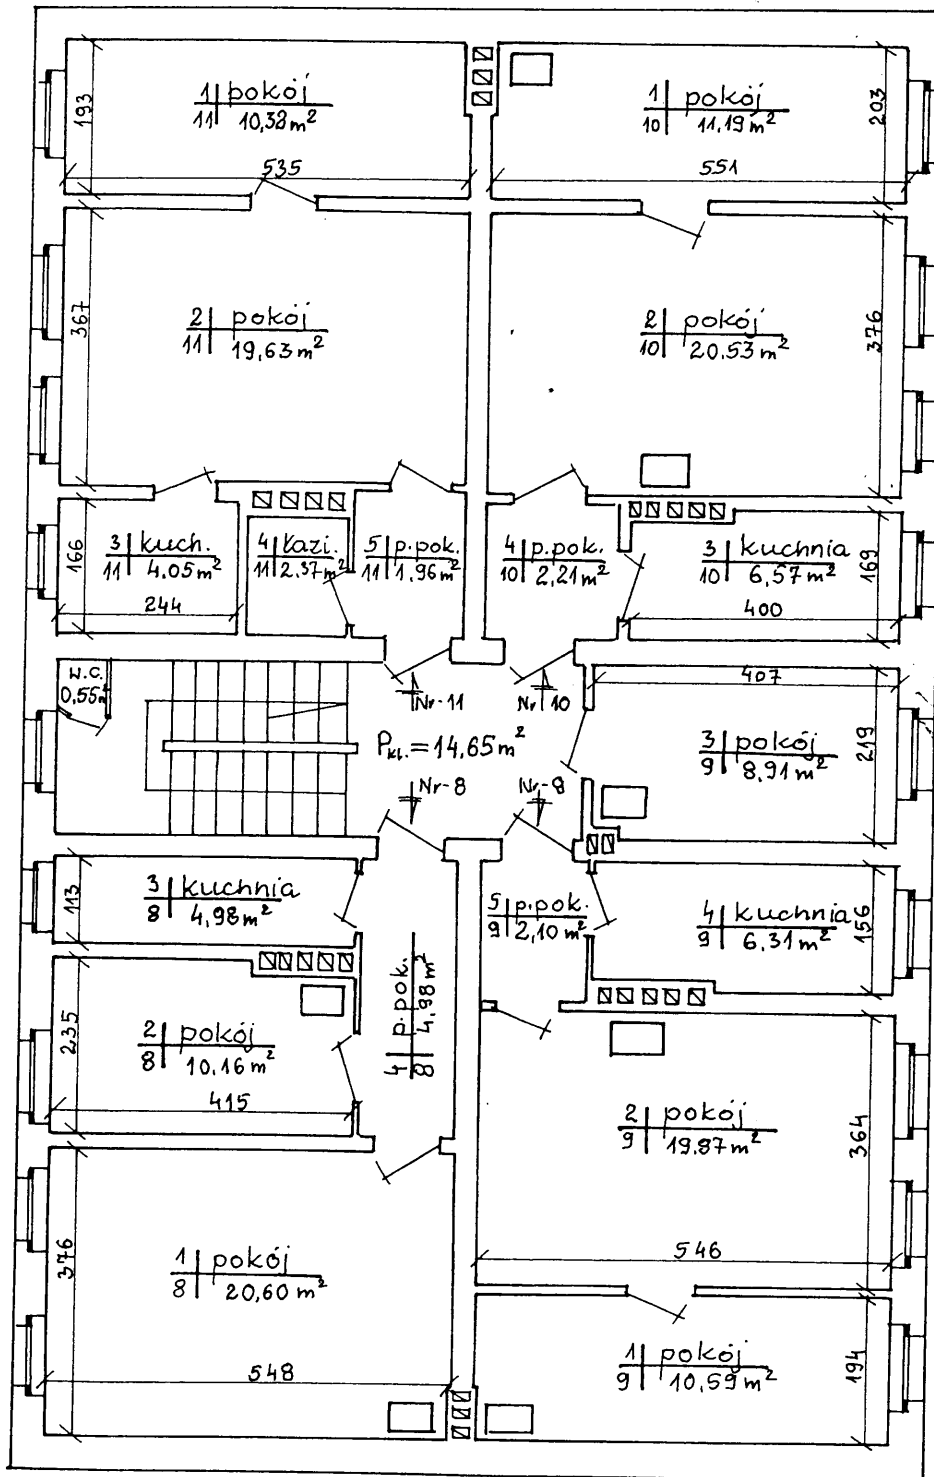 1 pokój
11 10,38 m²
193
535
1 pokój
10 11,19 m²
203
551
2 pokój
11 19,63 m²
367
2 pokój
10 20,53 m²
376
3 kuch.
11 4,05 m²
166
244
4 łazi.
11 2,37 m²
5 p.pok.
11 1,96 m²
4 p.pok.
10 2,21 m²
3 kuchnia
10 6,57 m²
169
400
w.c.
0,55 m²
Nr-11
Nr 10
407
Pkl. = 14,65 m²
3 pokój
9 8,91 m²
219
Nr-8
Nr-9
3 kuchnia
8 4,98 m²
113
5 p.pok.
9 2,10 m²
4 kuchnia
9 6,31 m²
156
4 p.pok.
8 4,98 m²
2 pokój
8 10,16 m²
235
415
2 pokój
9 19,87 m²
364
546
1 pokój
8 20,60 m²
376
548
1 pokój
9 10,59 m²
194